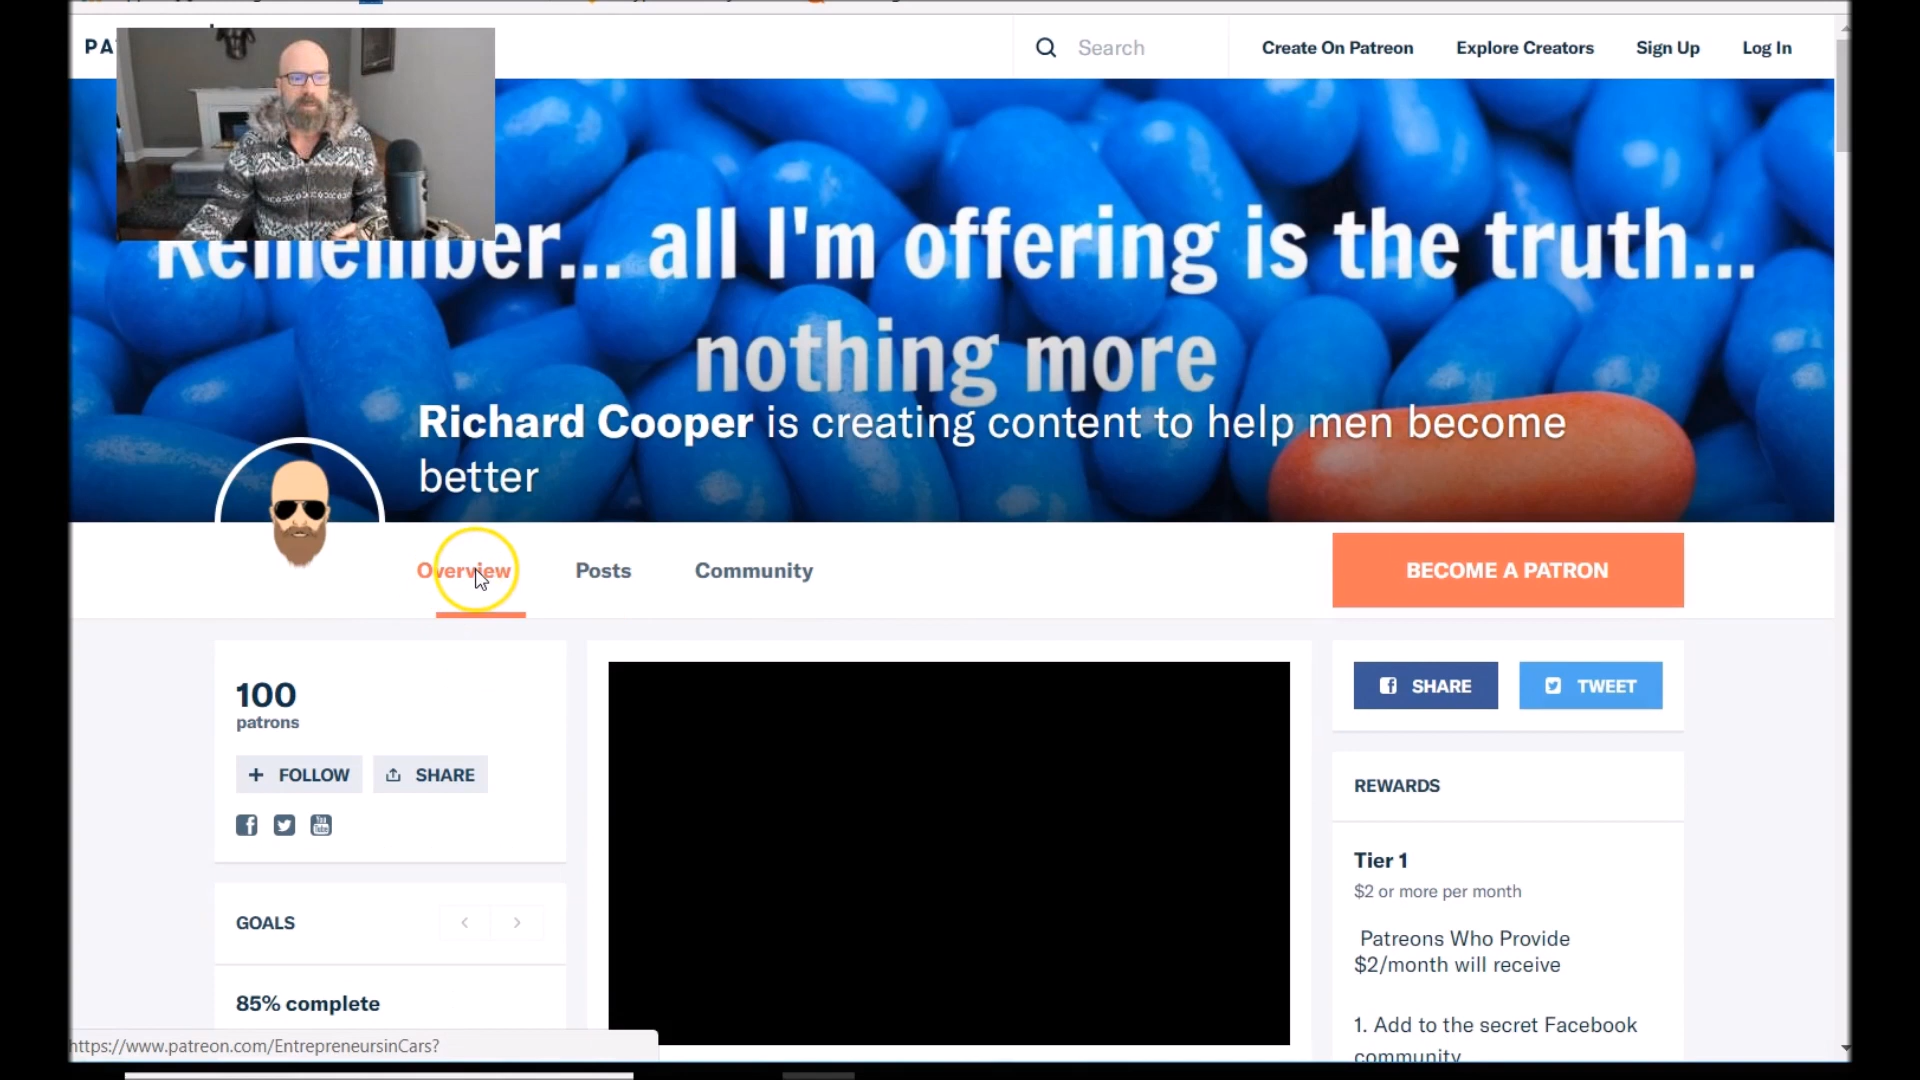 PA
Search
Create On Patreon
Explore Creators
Sign Up
Log In
Remember... all I'm offering is the truth...
nothing more
Richard Cooper is creating content to help men become
better
Overview
Posts
Community
BECOME A PATRON
100
patrons
+ FOLLOW
SHARE
GOALS
85% complete
SHARE
TWEET
REWARDS
Tier 1
$2 or more per month
Patreons Who Provide
$2/month will receive
1. Add to the secret Facebook
community
https://www.patreon.com/EntrepreneursinCars?